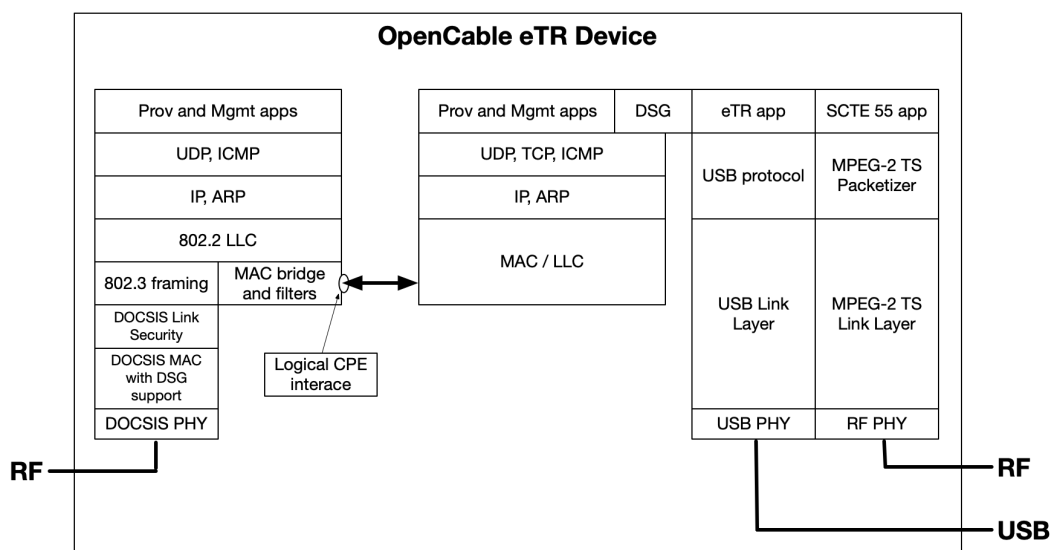 OpenCable eTR Device
Prov and Mgmt apps
UDP, ICMP
IP, ARP
802.2 LLC
802.3 framing
MAC bridge
and filters
DOCSIS Link
Security
DOCSIS MAC
with DSG
support
DOCSIS PHY
Logical CPE
interace
Prov and Mgmt apps
DSG
eTR app
SCTE 55 app
UDP, TCP, ICMP
IP, ARP
MAC / LLC
USB protocol
MPEG-2 TS
Packetizer
USB Link
Layer
MPEG-2 TS
Link Layer
USB PHY
RF PHY
RF
RF
USB